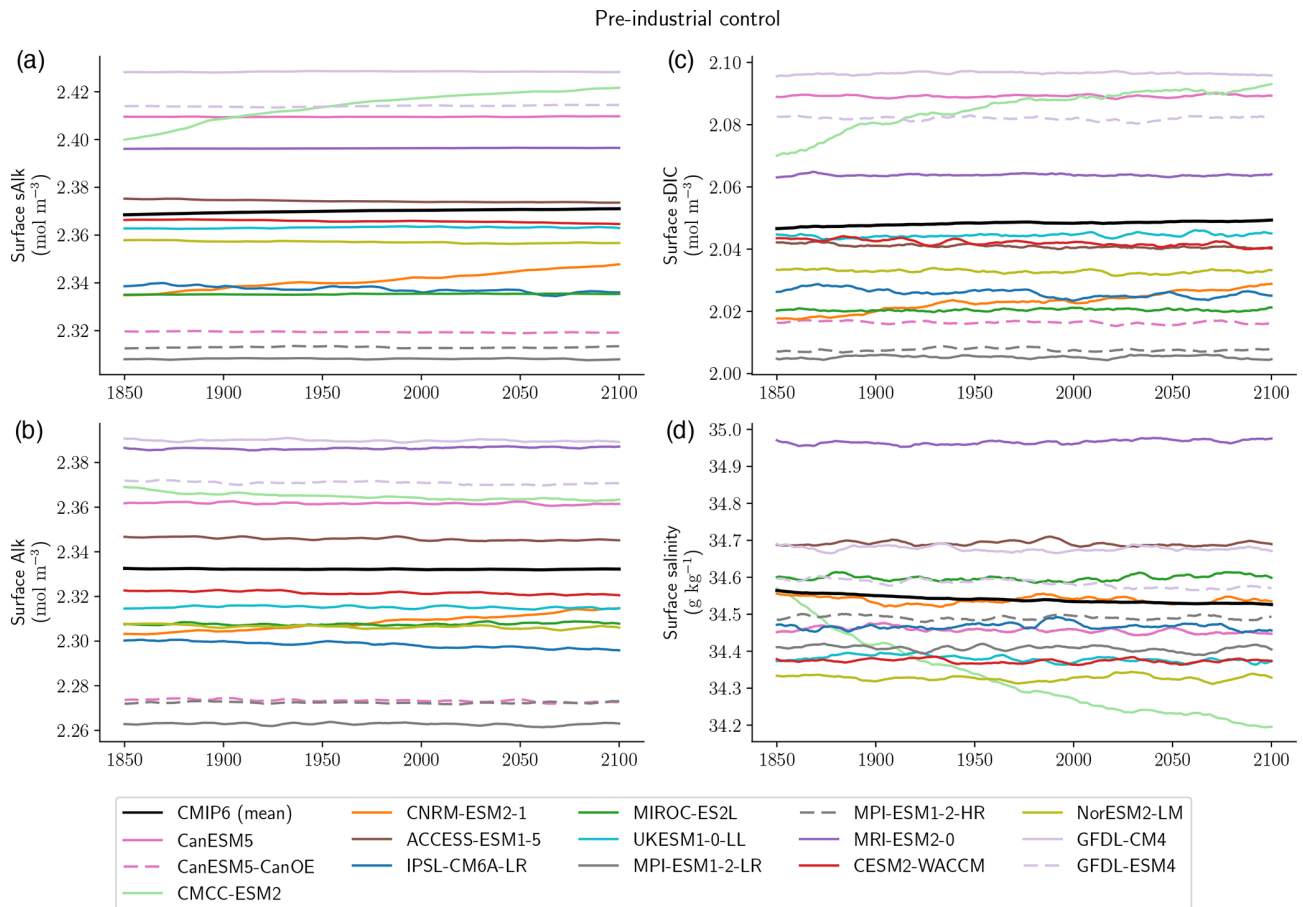 Pre-industrial control
(a)
Surface sAlk
(mol m−3)
2.42
2.40
2.38
2.36
2.34
2.32
1850 1900 1950 2000 2050 2100
(c)
Surface sDIC
(mol m−3)
2.10
2.08
2.06
2.04
2.02
2.00
1850 1900 1950 2000 2050 2100
(b)
Surface Alk
(mol m−3)
2.38
2.36
2.34
2.32
2.30
2.28
2.26
1850 1900 1950 2000 2050 2100
(d)
Surface salinity
(g kg−1)
35.0
34.9
34.8
34.7
34.6
34.5
34.4
34.3
34.2
1850 1900 1950 2000 2050 2100
CMIP6 (mean)
CanESM5
CanESM5-CanOE
CMCC-ESM2
CNRM-ESM2-1
ACCESS-ESM1-5
IPSL-CM6A-LR
MIROC-ES2L
UKESM1-0-LL
MPI-ESM1-2-LR
MPI-ESM1-2-HR
MRI-ESM2-0
CESM2-WACCM
NorESM2-LM
GFDL-CM4
GFDL-ESM4